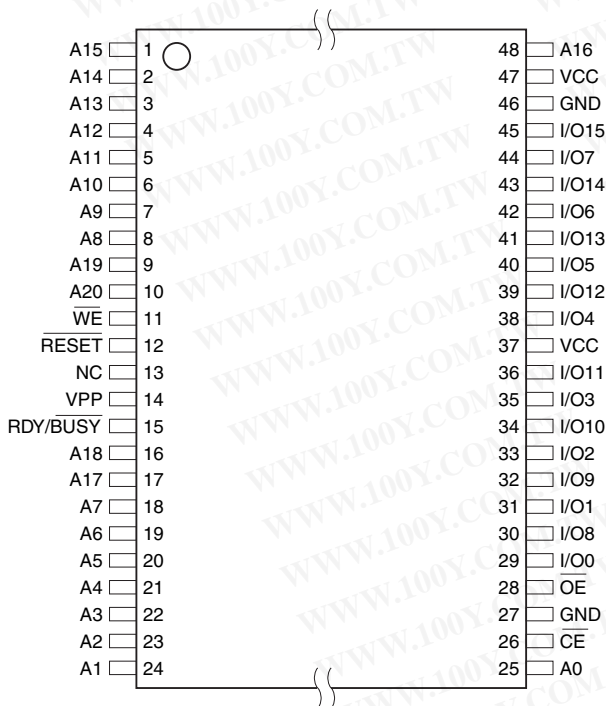 A15 1 48 A16
A14 2 47 VCC
A13 3 46 GND
A12 4 45 I/O15
A11 5 44 I/O7
A10 6 43 I/O14
A9 7 42 I/O6
A8 8 41 I/O13
A19 9 40 I/O5
A20 10 39 I/O12
WE 11 38 I/O4
RESET 12 37 VCC
NC 13 36 I/O11
VPP 14 35 I/O3
RDY/BUSY 15 34 I/O10
A18 16 33 I/O2
A17 17 32 I/O9
A7 18 31 I/O1
A6 19 30 I/O8
A5 20 29 I/O0
A4 21 28 OE
A3 22 27 GND
A2 23 26 CE
A1 24 25 A0
WWW.100Y.COM.TW